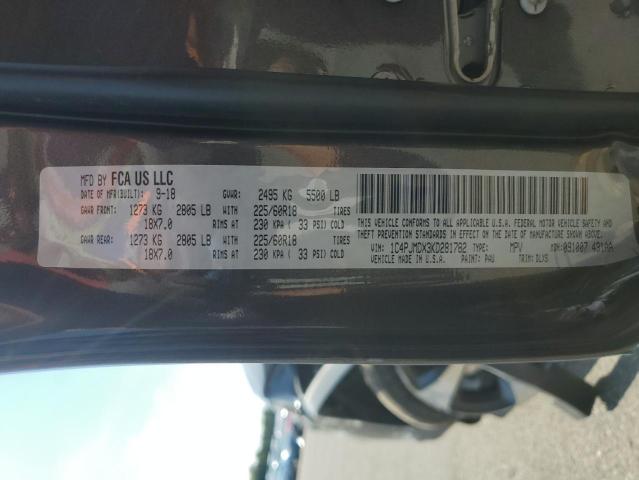 MFD BY FCA US LLC
DATE OF MFR(BUILT): 9-18 GVWR: 2495 KG 5500 LB
GAWR FRONT: 1273 KG 2805 LB WITH 225/60R18 TIRES
18X7.0 RIMS AT 230 KPA ( 33 PSI) COLD
GAWR REAR: 1273 KG 2805 LB WITH 225/60R18 TIRES
18X7.0 RIMS AT 230 KPA ( 33 PSI) COLD
THIS VEHICLE CONFORMS TO ALL APPLICABLE U.S.A. FEDERAL MOTOR VEHICLE SAFETY AND
THEFT PREVENTION STANDARDS IN EFFECT ON THE DATE OF MANUFACTURE SHOWN ABOVE.
VIN: 1C4PJMDX3KD281782 TYPE: MPV MDH: 091007 491AA
VEHICLE MADE IN U.S.A. PAINT: PAU TRIM: DLXS